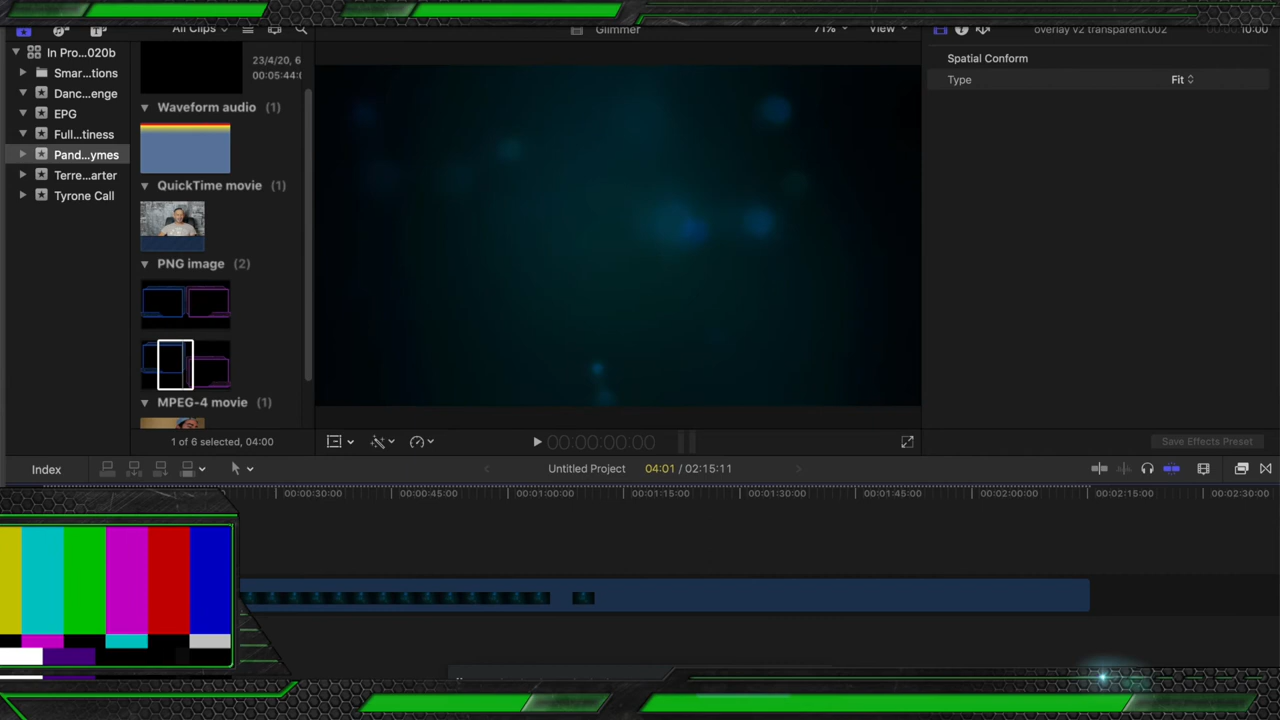 All Clips
71%
View
Glimmer
overlay v2 transparent.002
00:00:10:00
In Pro...020b
Smar...tions
Danc...enge
EPG
Full...tiness
Pand...ymes
Terre...arter
Tyrone Call
23/4/20, 6
00:05:44:0
Waveform audio (1)
QuickTime movie (1)
PNG image (2)
MPEG-4 movie (1)
1 of 6 selected, 04:00
Spatial Conform
Type
Fit
00:00:00:00
Save Effects Preset
Index
Untitled Project
04:01 / 02:15:11
00:00:30:00
00:00:45:00
00:01:00:00
00:01:15:00
00:01:30:00
00:01:45:00
00:02:00:00
00:02:15:00
00:02:30:00